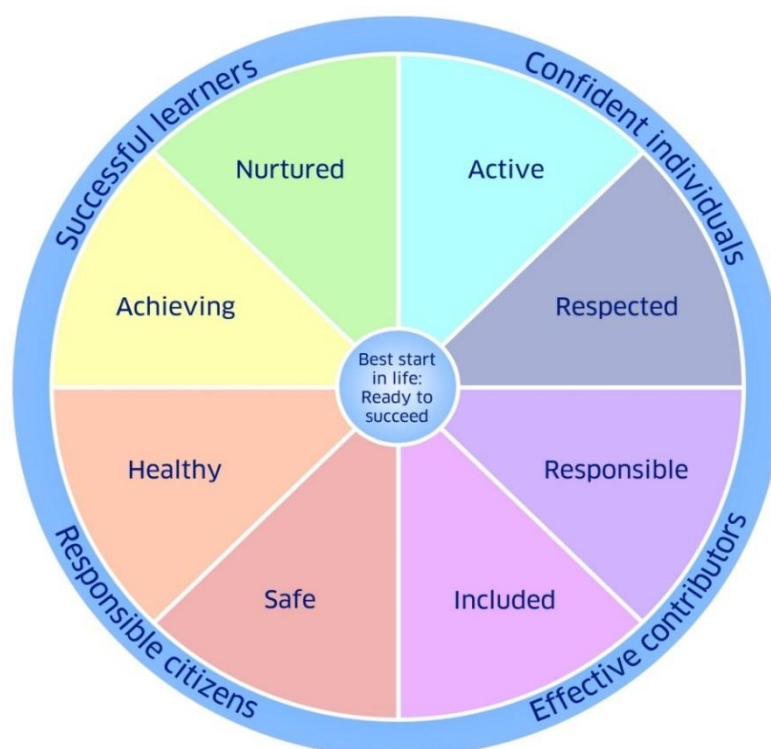 Successful learners
Confident individuals
Nurtured
Active
Achieving
Respected
Best start
in life:
Ready to
succeed
Healthy
Responsible
Safe
Included
Responsible citizens
Effective contributors